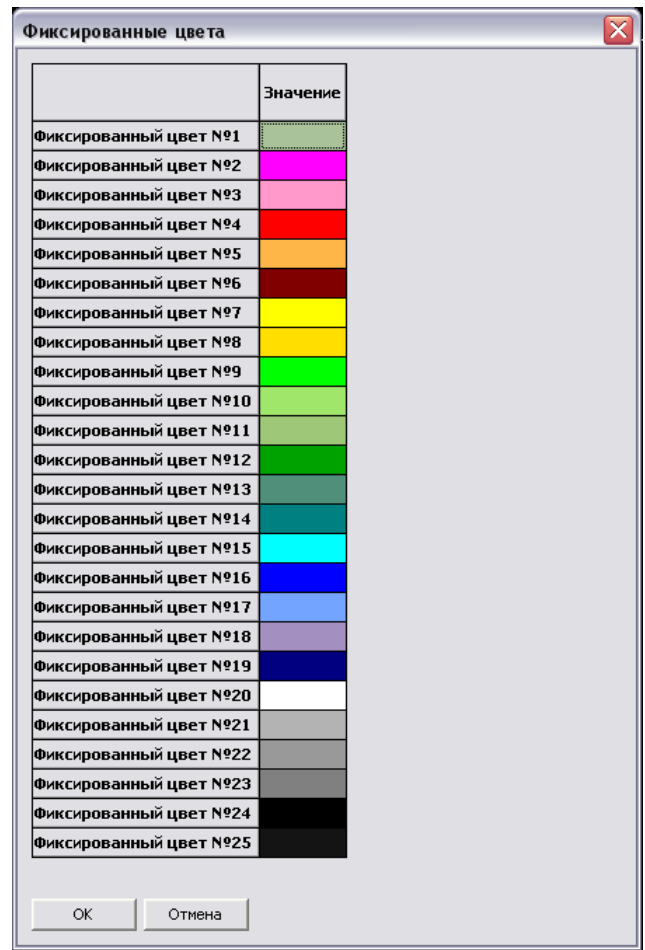 Фиксированные цвета
Значение
Фиксированный цвет №1
Фиксированный цвет №2
Фиксированный цвет №3
Фиксированный цвет №4
Фиксированный цвет №5
Фиксированный цвет №6
Фиксированный цвет №7
Фиксированный цвет №8
Фиксированный цвет №9
Фиксированный цвет №10
Фиксированный цвет №11
Фиксированный цвет №12
Фиксированный цвет №13
Фиксированный цвет №14
Фиксированный цвет №15
Фиксированный цвет №16
Фиксированный цвет №17
Фиксированный цвет №18
Фиксированный цвет №19
Фиксированный цвет №20
Фиксированный цвет №21
Фиксированный цвет №22
Фиксированный цвет №23
Фиксированный цвет №24
Фиксированный цвет №25
ОК Отмена